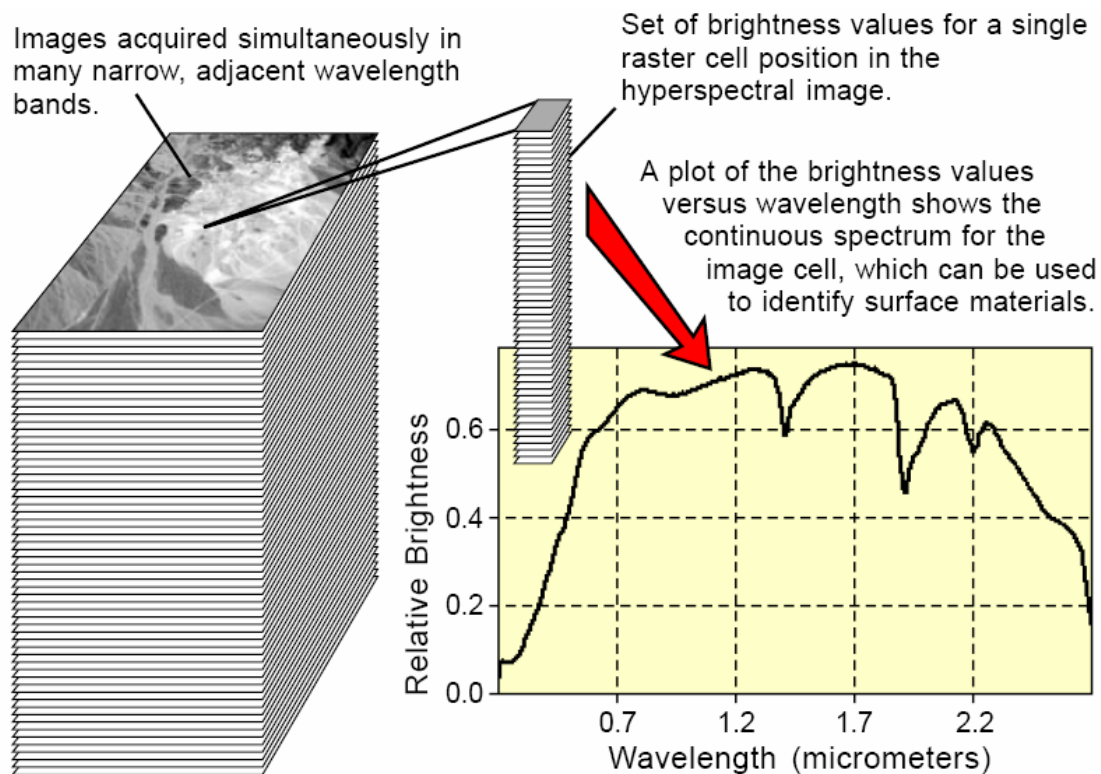 Images acquired simultaneously in
many narrow, adjacent wavelength
bands.
Set of brightness values for a single
raster cell position in the
hyperspectral image.
A plot of the brightness values
versus wavelength shows the
continuous spectrum for the
image cell, which can be used
to identify surface materials.
Relative Brightness
0.6
0.4
0.2
0.0
0.7 1.2 1.7 2.2
Wavelength (micrometers)